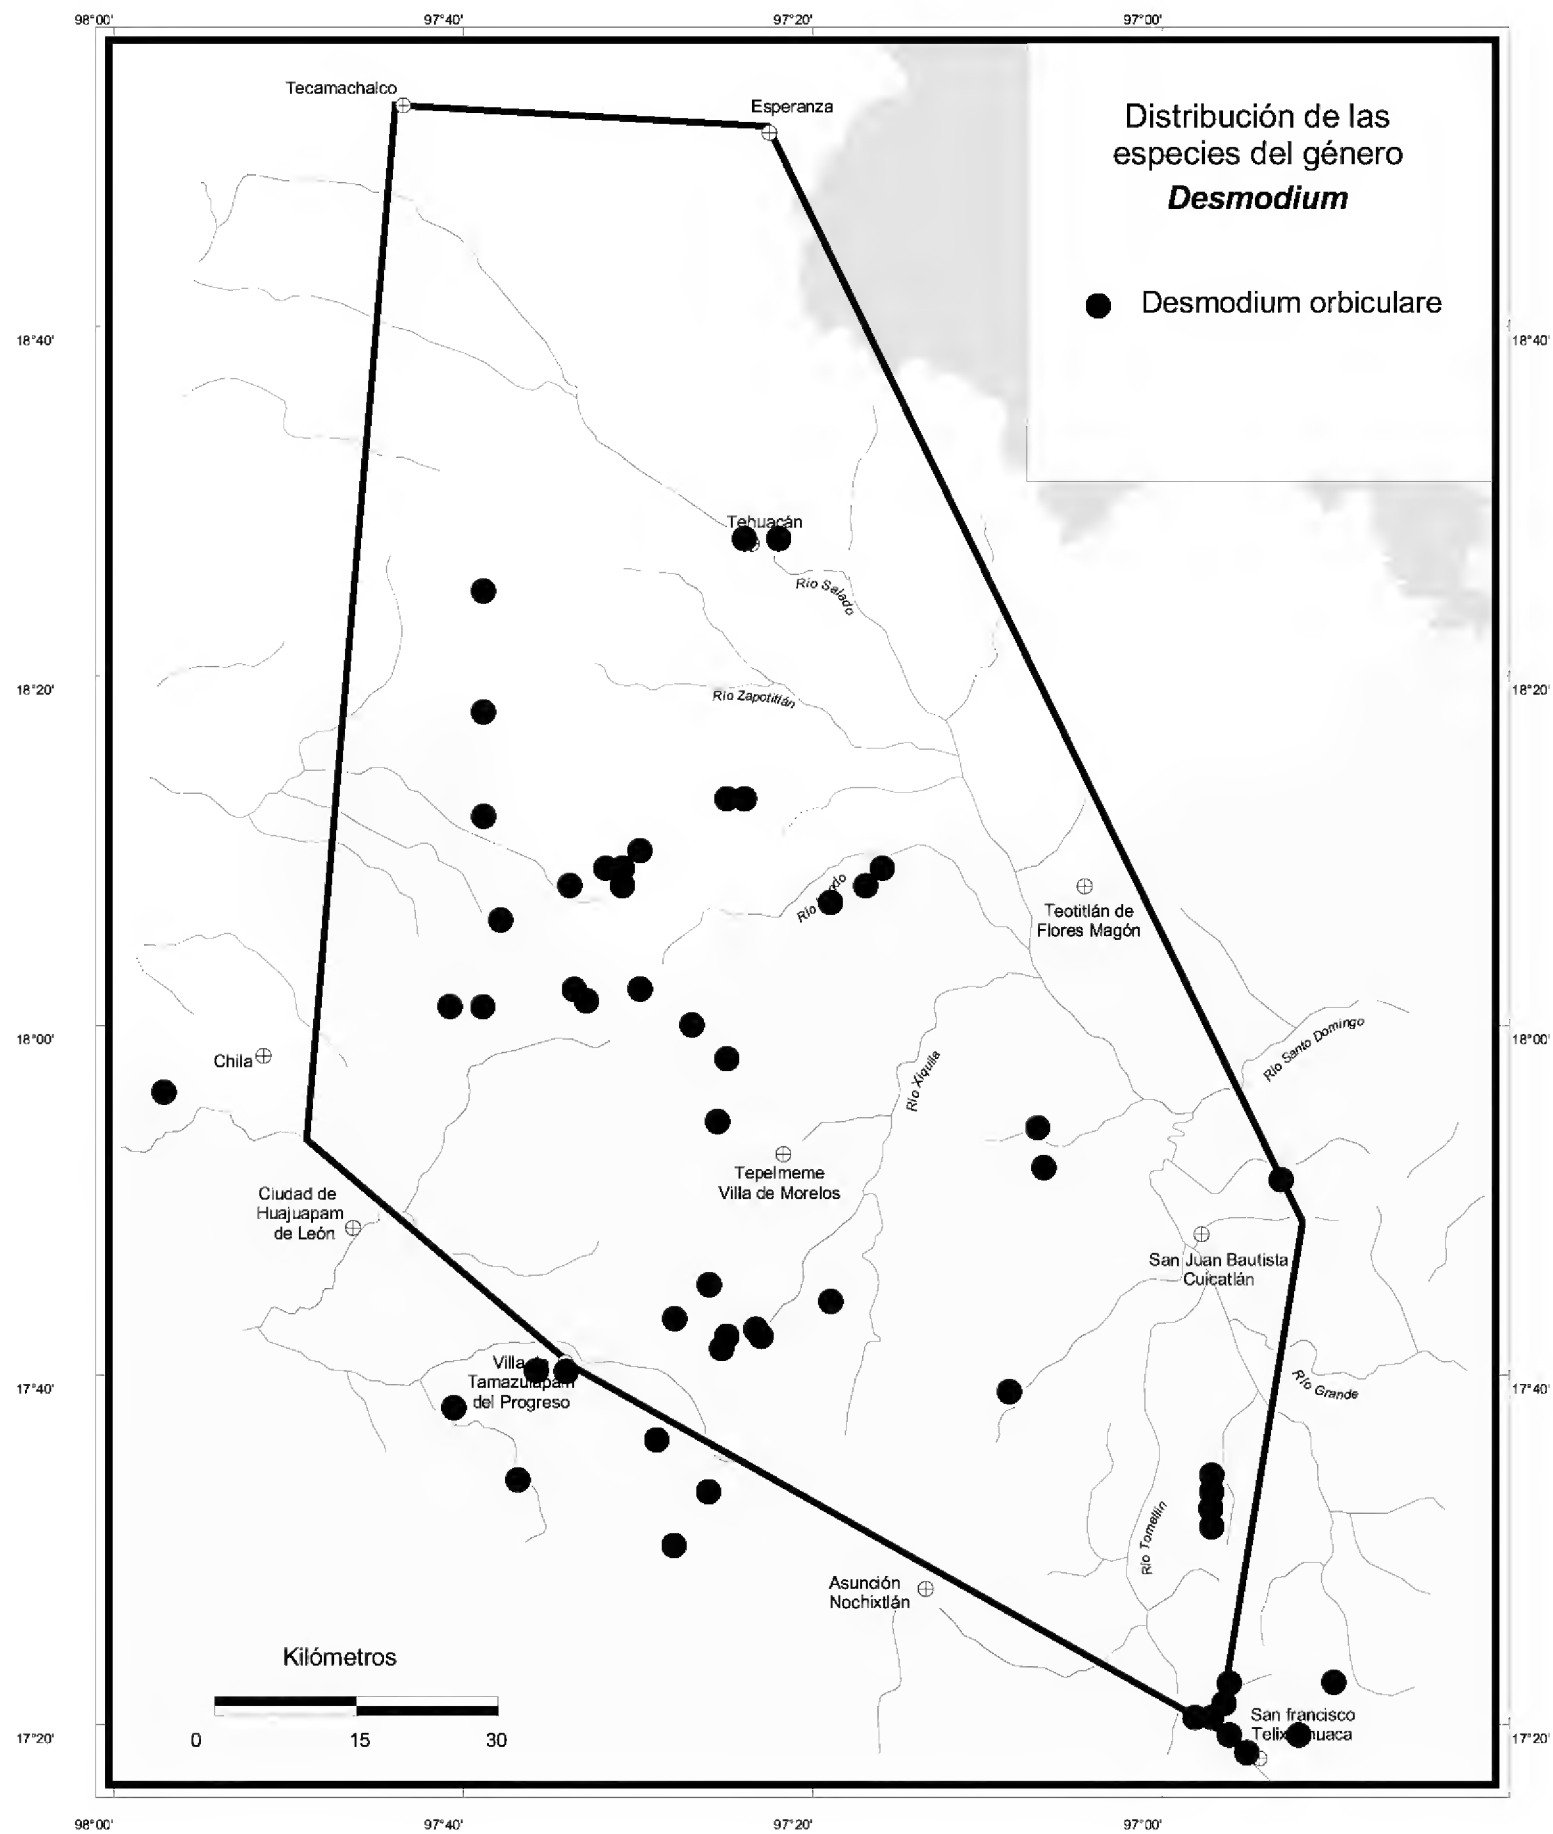 98°00'
97°40'
97°20'
97°00'
Tecamachalco
Esperanza
Distribución de las
especies del género
Desmodium
Desmodium orbiculare
18°40'
18°40'
Tehuacán
Río Salado
18°20'
18°20'
Río Zapotitlán
Río
Teotitlán de
Flores Magón
18°00'
18°00'
Chila
Río Xiquila
Río Santo Domingo
Tepelmeme
Villa de Morelos
Ciudad de
Huajuapam
de León
San Juan Bautista
Cuicatlán
17°40'
17°40'
Villa
Tamazulapam
del Progreso
Río Grande
Río Tomellin
Asunción
Nochixtlán
Kilómetros
0
15
30
San francisco
17°20'
17°20'
98°00'
97°40'
97°20'
97°00'